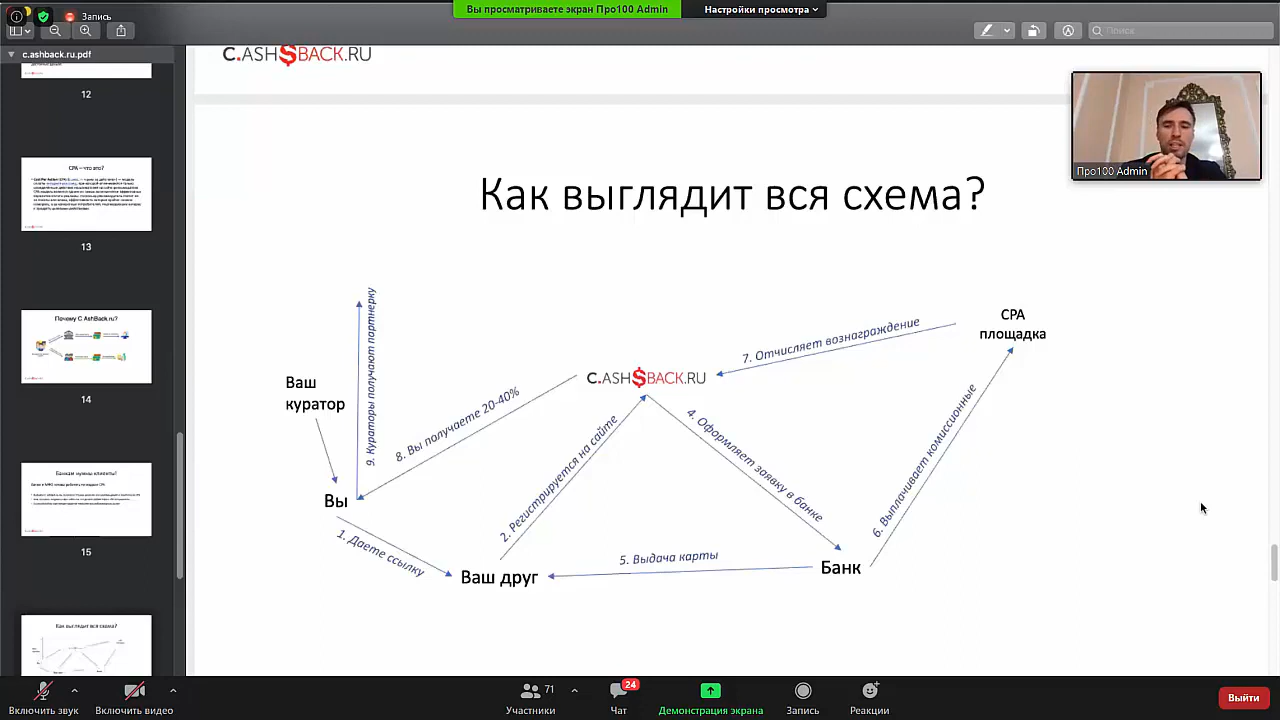 Запись
Вы просматриваете экран Про100 Admin
Настройки просмотра
Поиск
c.ashback.ru.pdf
12
CPA – что это?
13
Почему C.AshBack.ru?
14
Банкам нужны клиенты!
15
Как выглядит вся схема?
C.ASH$BACK.RU
Про100 Admin
Как выглядит вся схема?
9. Кураторы получают партнерку
CPA
площадка
7. Отчисляет вознаграждение
C.ASH$BACK.RU
Ваш
куратор
8. Вы получаете 20-40%
2. Регистрируется на сайте
4. Оформляет заявку в банке
6. Выплачивает комиссионные
Вы
1. Даете ссылку
5. Выдача карты
Ваш друг
Банк
Включить звук
Включить видео
71
Участники
24
Чат
Демонстрация экрана
Запись
Реакции
Выйти